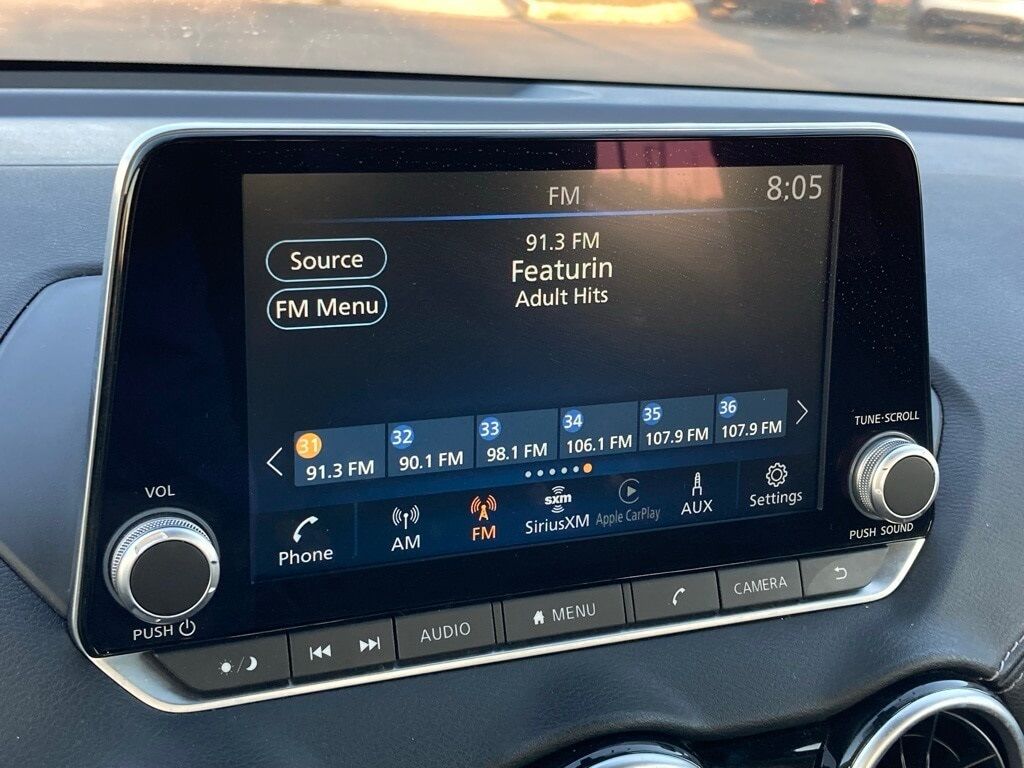 FM
8:05
Source
FM Menu
91.3 FM
Featurin
Adult Hits
31
91.3 FM
32
90.1 FM
33
98.1 FM
34
106.1 FM
35
107.9 FM
36
107.9 FM
Phone
AM
FM
sxm
SiriusXM
Apple CarPlay
AUX
Settings
VOL
PUSH
TUNE·SCROLL
PUSH SOUND
AUDIO
MENU
CAMERA